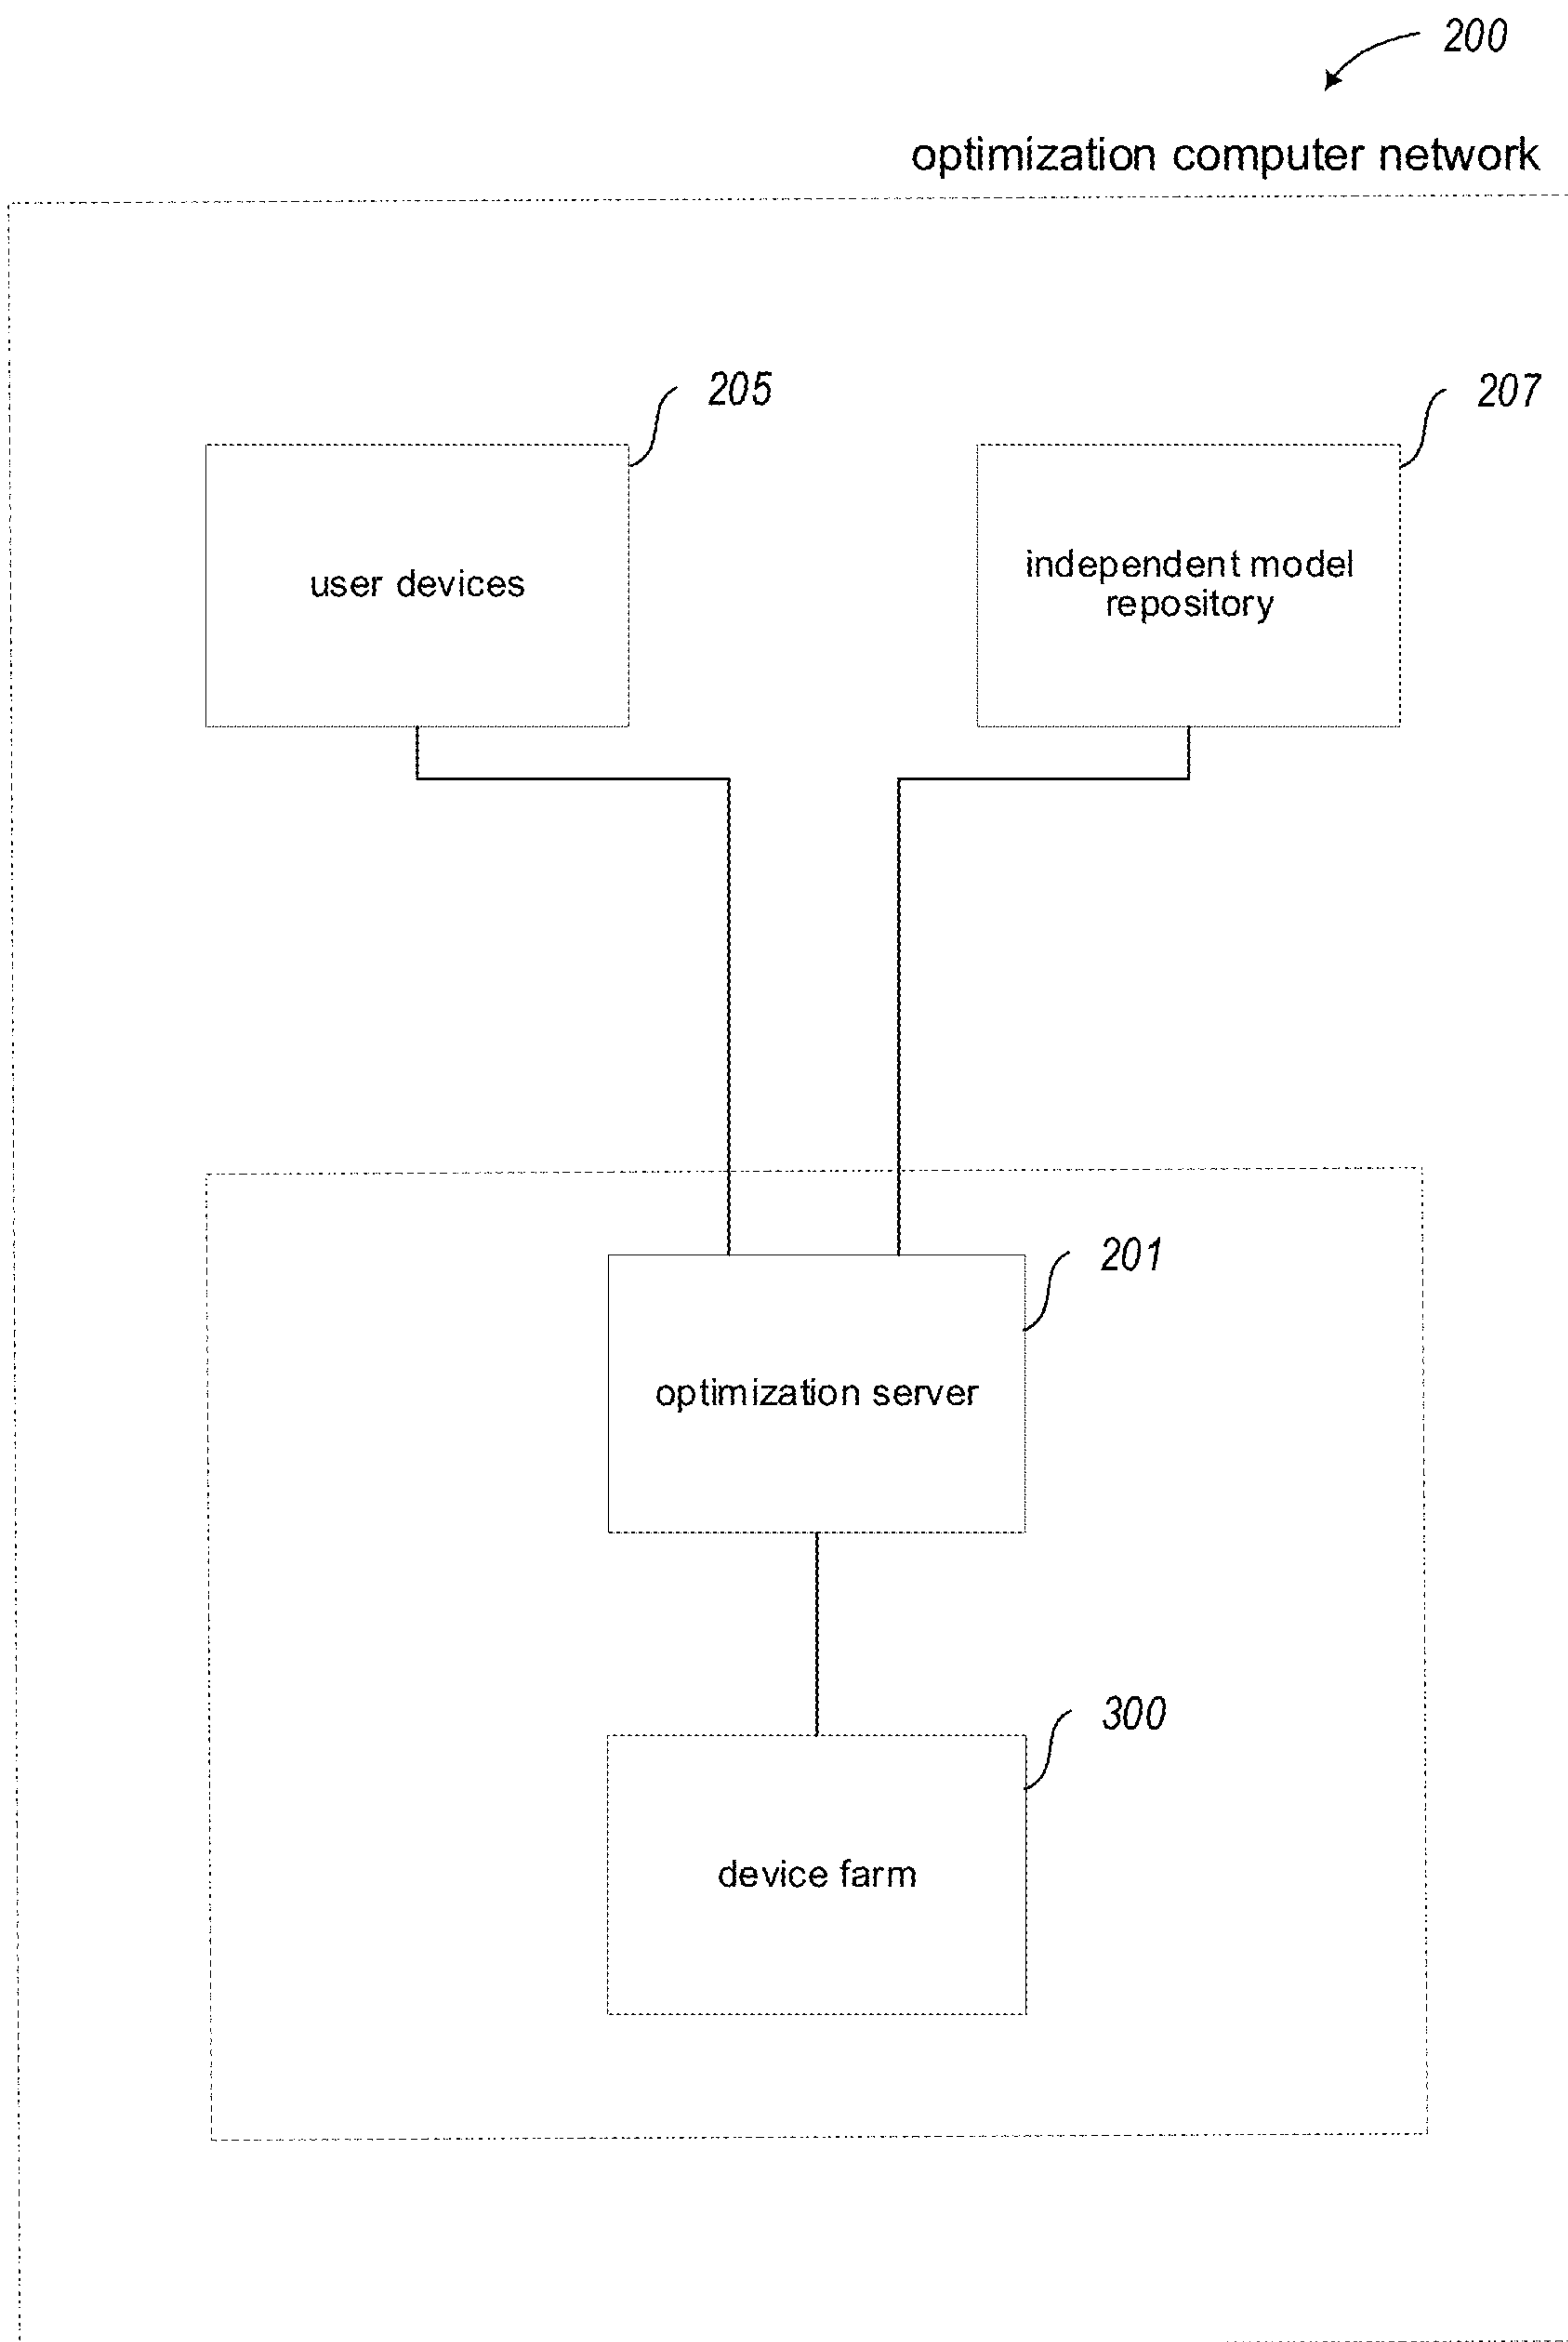 200
optimization computer network
205
207
user devices
independent model
repository
201
optimization server
300
device farm